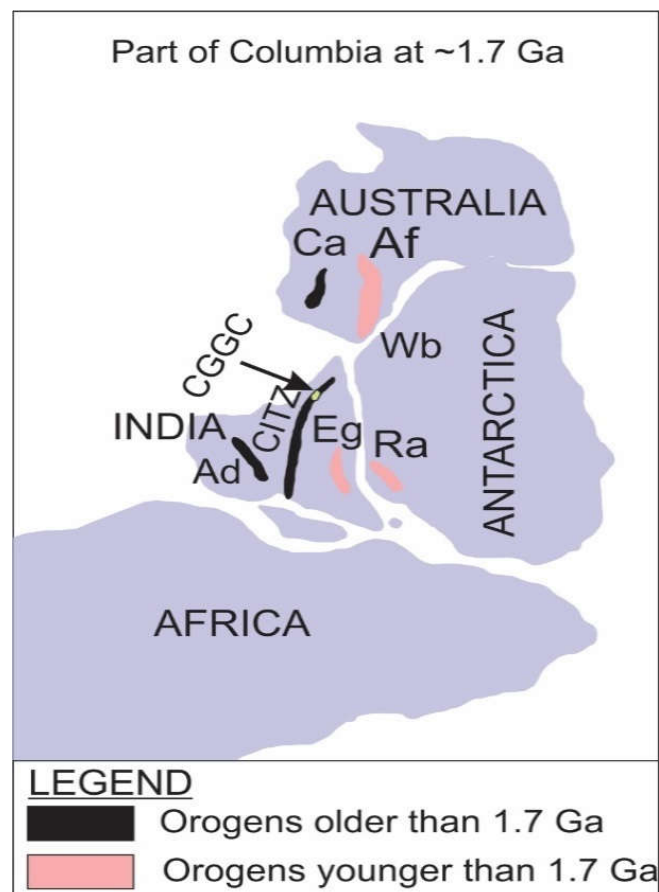 Part of Columbia at ~1.7 Ga
AUSTRALIA
Ca
Af
CGGC
Wb
ANTARCTICA
INDIA
CITZ
Eg
Ra
Ad
AFRICA
LEGEND
Orogens older than 1.7 Ga
Orogens younger than 1.7 Ga